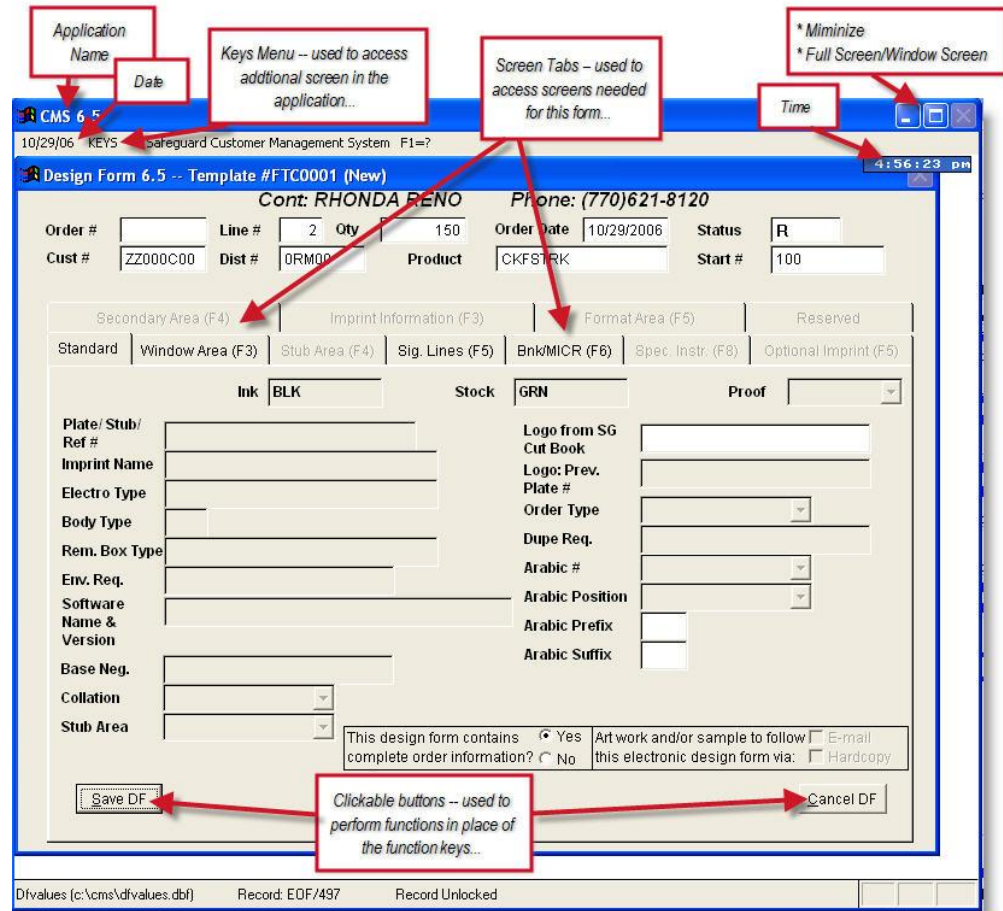 Application
Name
Date
Keys Menu -- used to access
addtional screen in the
application...
Screen Tabs – used to
access screens needed
for this form...
Time
* Miminize
* Full Screen/Window Screen
CMS 6.5
10/29/06 KEYS Safeguard Customer Management System F1=?
4:56:23 pm
Design Form 6.5 -- Template #FTC0001 (New)
Cont: RHONDA RENO Phone: (770)621-8120
Order # Line # 2 Qty 150 Order Date 10/29/2006 Status R
Cust # ZZ000C00 Dist # 0RM00 Product CKFSTRK Start # 100
Secondary Area (F4) Imprint Information (F3) Format Area (F5) Reserved
Standard Window Area (F3) Stub Area (F4) Sig. Lines (F5) Bnk/MICR (F6) Spec. Instr. (F8) Optional Imprint (F5)
Ink BLK Stock GRN Proof
Plate/ Stub/
Ref #
Imprint Name
Electro Type
Body Type
Rem. Box Type
Env. Req.
Software
Name &
Version
Base Neg.
Collation
Stub Area
Logo from SG
Cut Book
Logo: Prev.
Plate #
Order Type
Dupe Req.
Arabic #
Arabic Position
Arabic Prefix
Arabic Suffix
This design form contains Yes
complete order information? No
Art work and/or sample to follow E-mail
this electronic design form via: Hardcopy
Save DF
Clickable buttons -- used to
perform functions in place of
the function keys...
Cancel DF
Dfvalues (c:\cms\dfvalues.dbf) Record: EOF/497 Record Unlocked